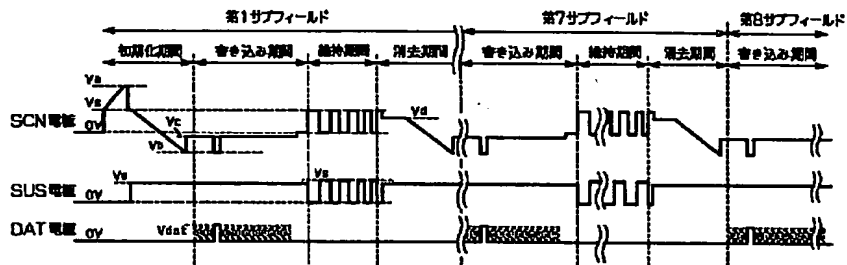 第1サブフィールド 第7サブフィールド 第8サブフィールド
初期化期間 書き込み期間 維持期間 消去期間 書き込み期間 維持期間 消去期間 書き込み期間
Va
Vs
SCN電極 0V
Vc
Vb
Vd
Vs
Vs
SUS電極 0V
Vdat
DAT電極 0V